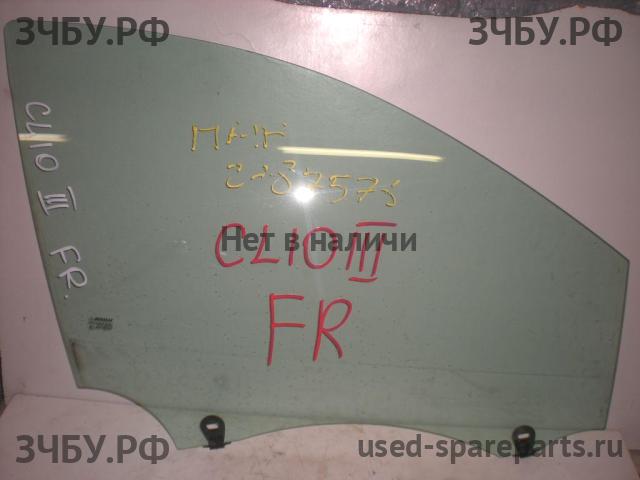 ЗЧБУ.РФ
ЗЧБУ.РФ
CLIO III FR.
CLIO III
Нет в наличи
FR
ЗЧБУ.РФ
used-spareparts.ru